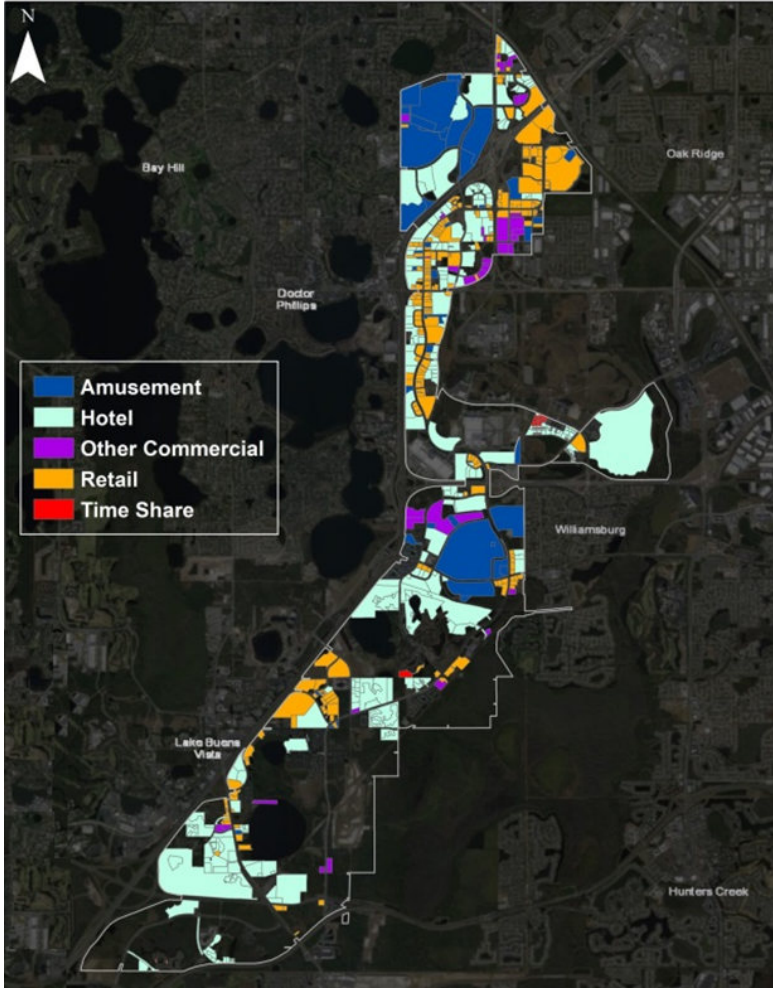 N
Oak Ridge
Bay Hill
Doctor
Phillips
Amusement
Hotel
Other Commercial
Retail
Time Share
Williamsburg
Lake Buena
Vista
Hunters Creek